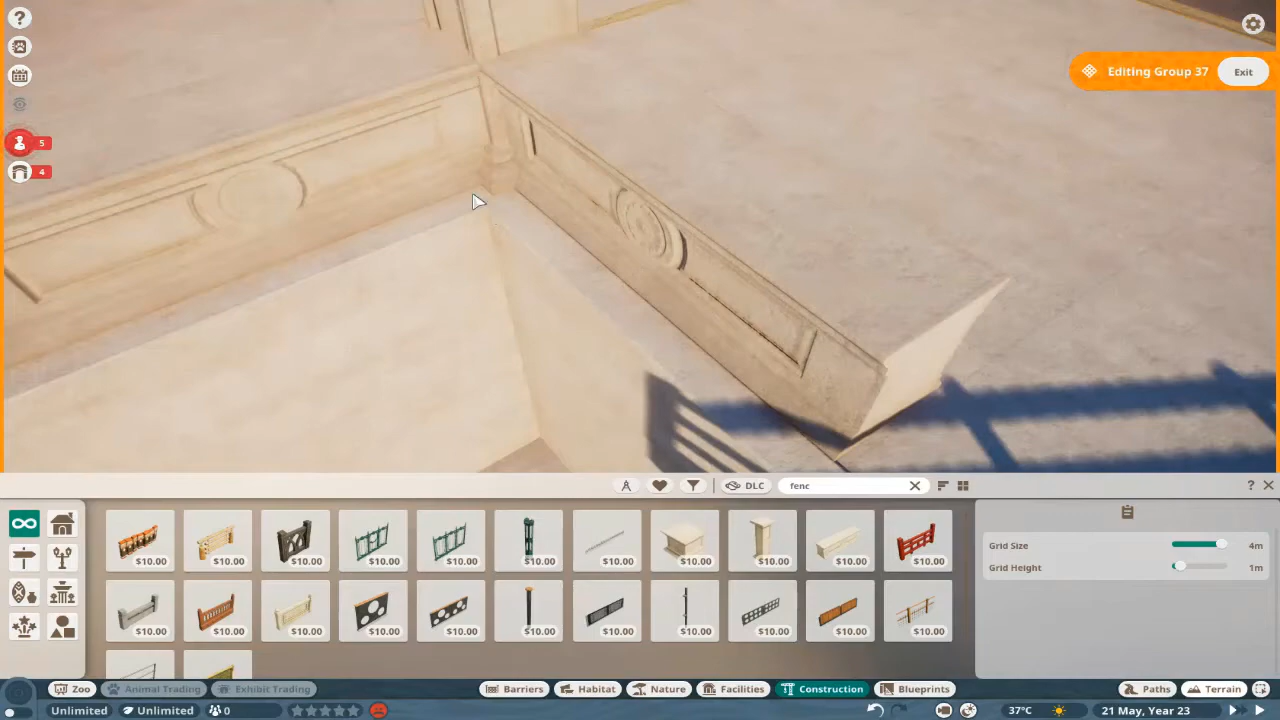 ?
5
4
Editing Group 37 Exit
DLC fenc ?
$10.00 $10.00 $10.00 $10.00 $10.00 $10.00 $10.00 $10.00 $10.00 $10.00 $10.00
Grid Size 4m
Grid Height 1m
$10.00 $10.00 $10.00 $10.00 $10.00 $10.00 $10.00 $10.00 $10.00 $10.00 $10.00
Zoo Animal Trading Exhibit Trading Barriers Habitat Nature Facilities Construction Blueprints Paths Terrain
Unlimited Unlimited 0 37°C 21 May, Year 23